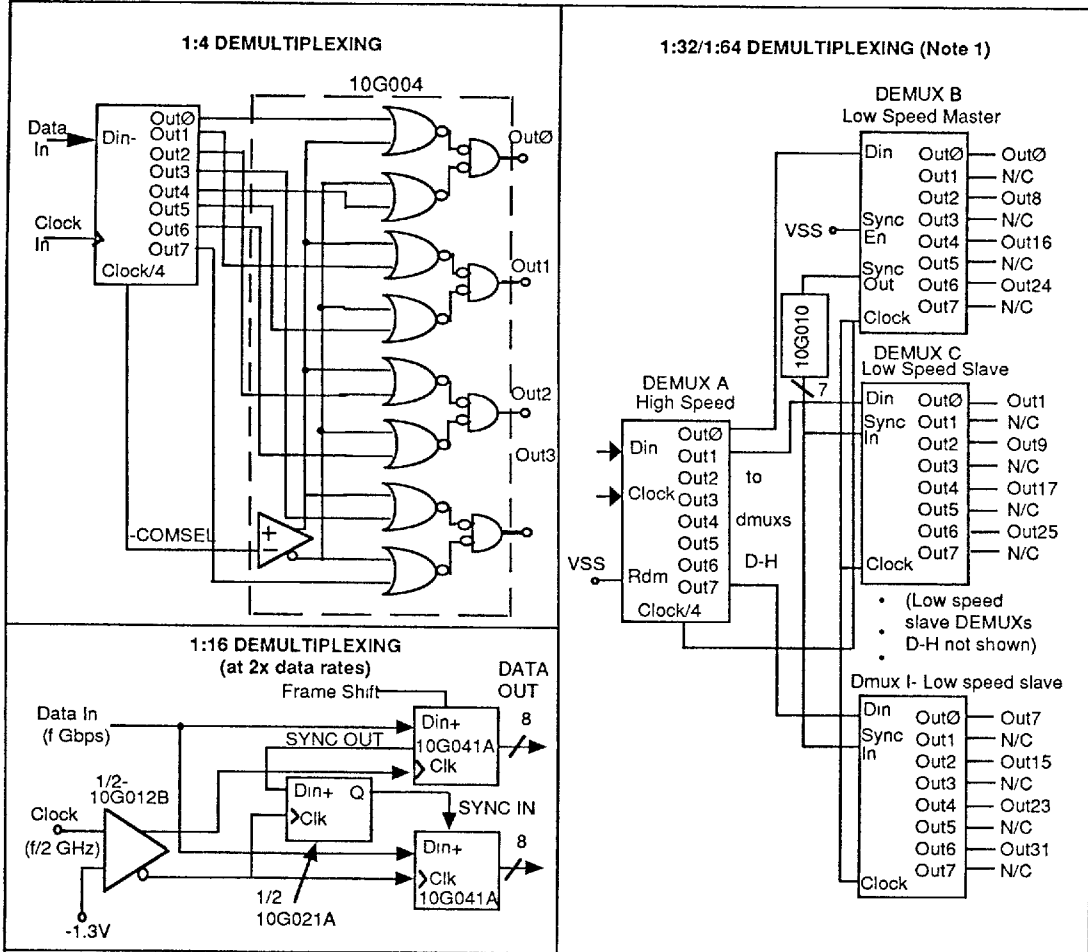 1:4 DEMULTIPLEXING
10G004
Data
In
Din-
OutØ
Out1
Out2
Out3
Out4
Out5
Out6
Out7
Clock
In
Clock/4
OutØ
Out1
Out2
Out3
-COMSEL
+
−
1:16 DEMULTIPLEXING
(at 2x data rates)
Frame Shift
DATA
OUT
Data In
(f Gbps)
Din+
10G041A
Clk
8
SYNC OUT
1/2-
10G012B
Din+ Q
Clk
SYNC IN
Clock
(f/2 GHz)
Din+
Clk
10G041A
8
1/2
10G021A
-1.3V
1:32/1:64 DEMULTIPLEXING (Note 1)
DEMUX B
Low Speed Master
Din OutØ OutØ
Out1 N/C
Out2 Out8
VSS Sync En Out3 N/C
Out4 Out16
Sync Out Out5 N/C
Out6 Out24
Out7 N/C
Clock
10G010
7
DEMUX C
Low Speed Slave
Din OutØ Out1
Sync In Out1 N/C
Out2 Out9
Out3 N/C
Out4 Out17
Out5 N/C
Out6 Out25
Out7 N/C
Clock
DEMUX A
High Speed
Din
Clock
OutØ
Out1
Out2 to
Out3
Out4 dmuxs
Out5
Out6 D-H
Out7
VSS Rdm
Clock/4
• (Low speed
slave DEMUXs
• D-H not shown)
•
Dmux I- Low speed slave
Din OutØ Out7
Sync In Out1 N/C
Out2 Out15
Out3 N/C
Out4 Out23
Out5 N/C
Out6 Out31
Out7 N/C
Clock